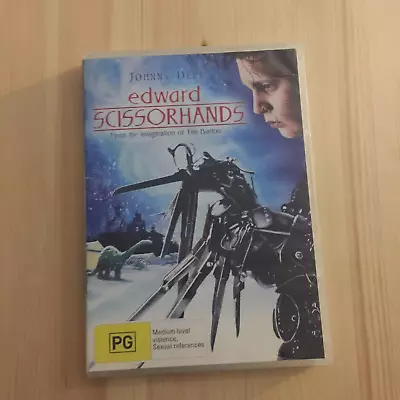 JOHNNY DEPP
edward
SCISSORHANDS
From the imagination of Tim Burton
PG
Medium level
violence,
Sexual references